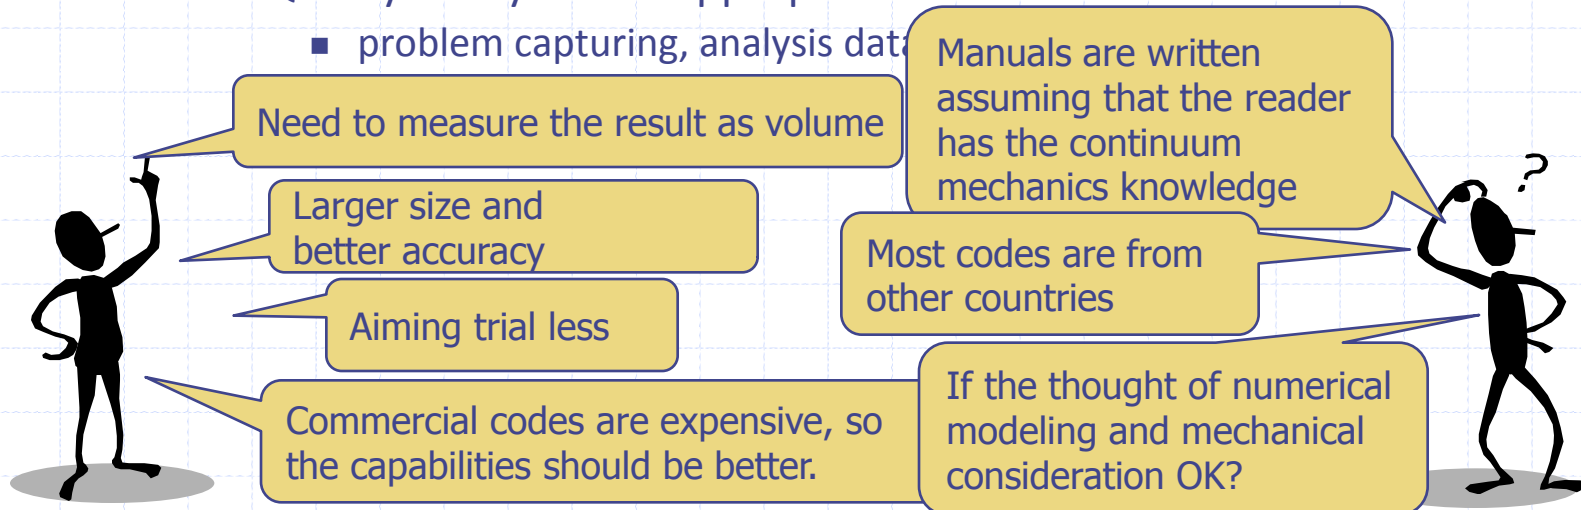 problem capturing, analysis data
Need to measure the result as volume
Larger size and
better accuracy
Aiming trial less
Commercial codes are expensive, so
the capabilities should be better.
Manuals are written
assuming that the reader
has the continuum
mechanics knowledge
Most codes are from
other countries
If the thought of numerical
modeling and mechanical
consideration OK?
?